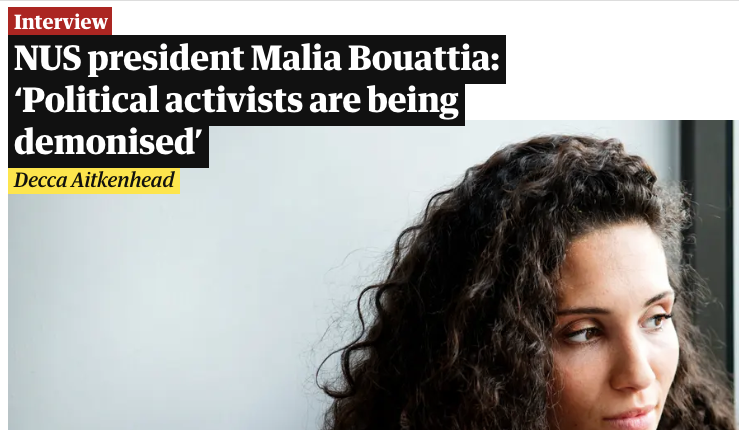 Interview
NUS president Malia Bouattia:
‘Political activists are being
demonised’
Decca Aitkenhead